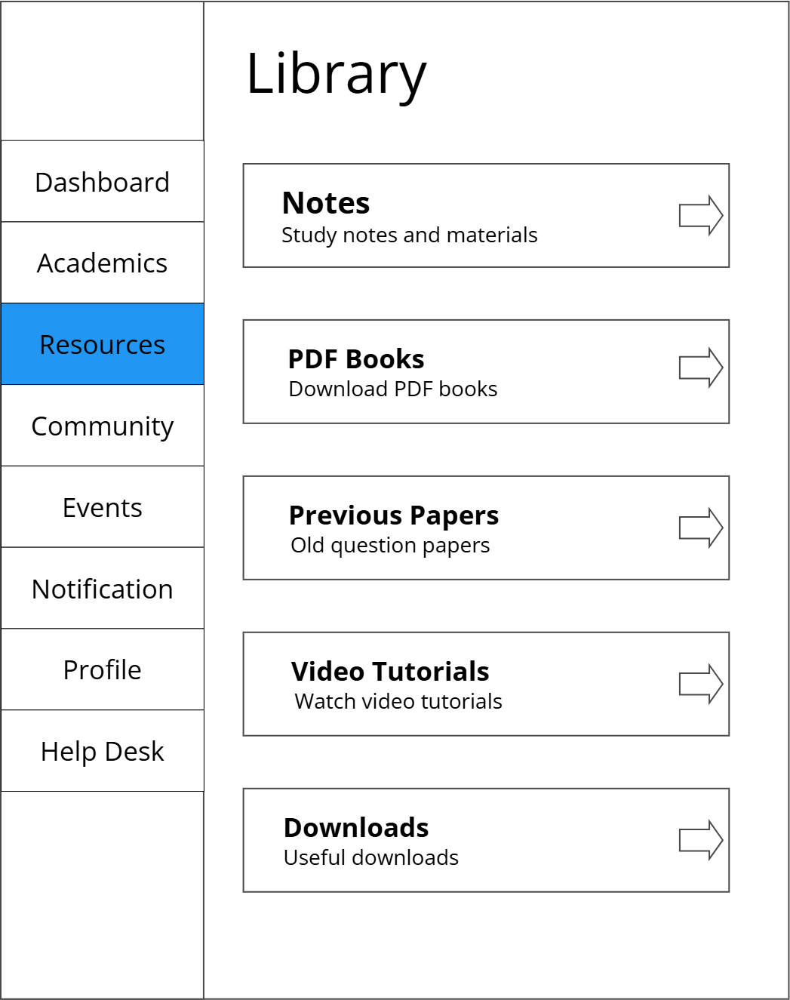 Library
Dashboard
Academics
Resources
Community
Events
Notification
Profile
Help Desk
Notes
Study notes and materials
PDF Books
Download PDF books
Previous Papers
Old question papers
Video Tutorials
Watch video tutorials
Downloads
Useful downloads